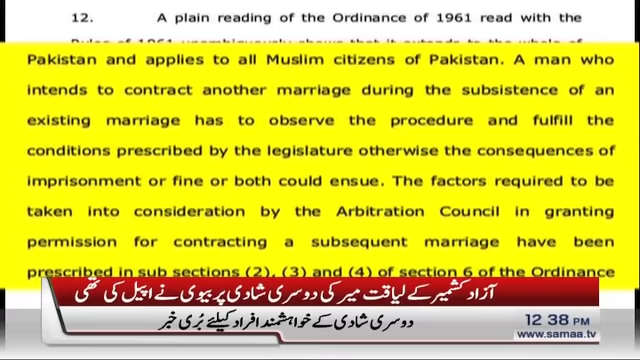 12. A plain reading of the Ordinance of 1961 read with the
Pakistan and applies to all Muslim citizens of Pakistan. A man who
intends to contract another marriage during the subsistence of an
existing marriage has to observe the procedure and fulfill the
conditions prescribed by the legislature otherwise the consequences of
imprisonment or fine or both could ensue. The factors required to be
taken into consideration by the Arbitration Council in granting
permission for contracting a subsequent marriage have been
prescribed in sub sections (2), (3) and (4) of section 6 of the Ordinance
آزاد کشمیر کے لیاقت میر کی دوسری شادی پر بیوی نے اپیل کی تھی
دوسری شادی کے خواہشمند افراد کیلئے بُری خبر
12 38 PM
www.samaa.tv